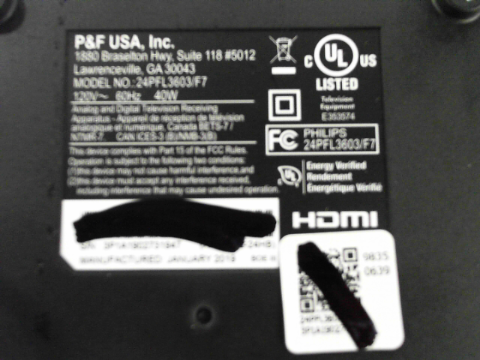 P&F USA, Inc.
1880 Braselton Hwy. Suite 118 #5012
Lawrenceville, GA 30043
MODEL NO.: 24PFL3603/F7
120V~ 60Hz 40W
Analog and Digital Television Receiving
Apparatus - Appareil de réception de télévision
analogique et numérique, Canada BETS-7 /
NTMR-7 CAN ICES-3 (B)/NMB-3(B)
This device complies with Part 15 of the FCC Rules.
Operation is subject to the following two conditions:
(1)this device may not cause harmful interference,and
(2)this device must accept any interference received,
including interference that may cause undesired operation.
C UL US
LISTED
Television
Equipment
E353574
FC PHILIPS
24PFL3603/F7
Energy Verified
Rendement
Énergétique Vérifié
HDMI
MANUFACTURED: JANUARY 2019
9835
0639